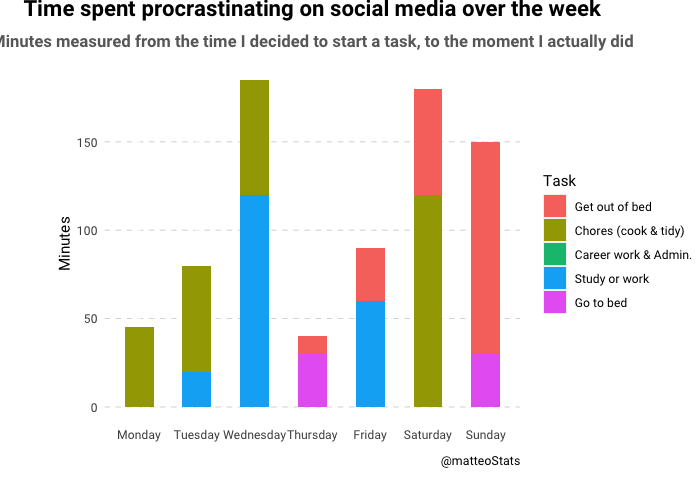 Time spent procrastinating on social media over the week
Minutes measured from the time I decided to start a task, to the moment I actually did
150
100
50
0
Minutes
Monday Tuesday Wednesday Thursday Friday Saturday Sunday
Task
Get out of bed
Chores (cook & tidy)
Career work & Admin.
Study or work
Go to bed
@matteoStats